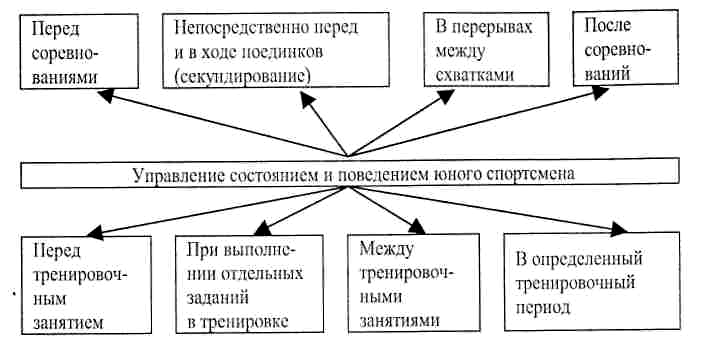 Перед
соревно-
ваниями
Непосредственно перед
и в ходе поединков
(секундирование)
В перерывах
между
схватками
После
соревно-
ваний
Управление состоянием и поведением юного спортсмена
Перед
тренировоч-
ным
занятием
При выполне-
нии отдельных
заданий
в тренировке
Между
тренировоч-
ными
занятиями
В определенный
тренировочный
период